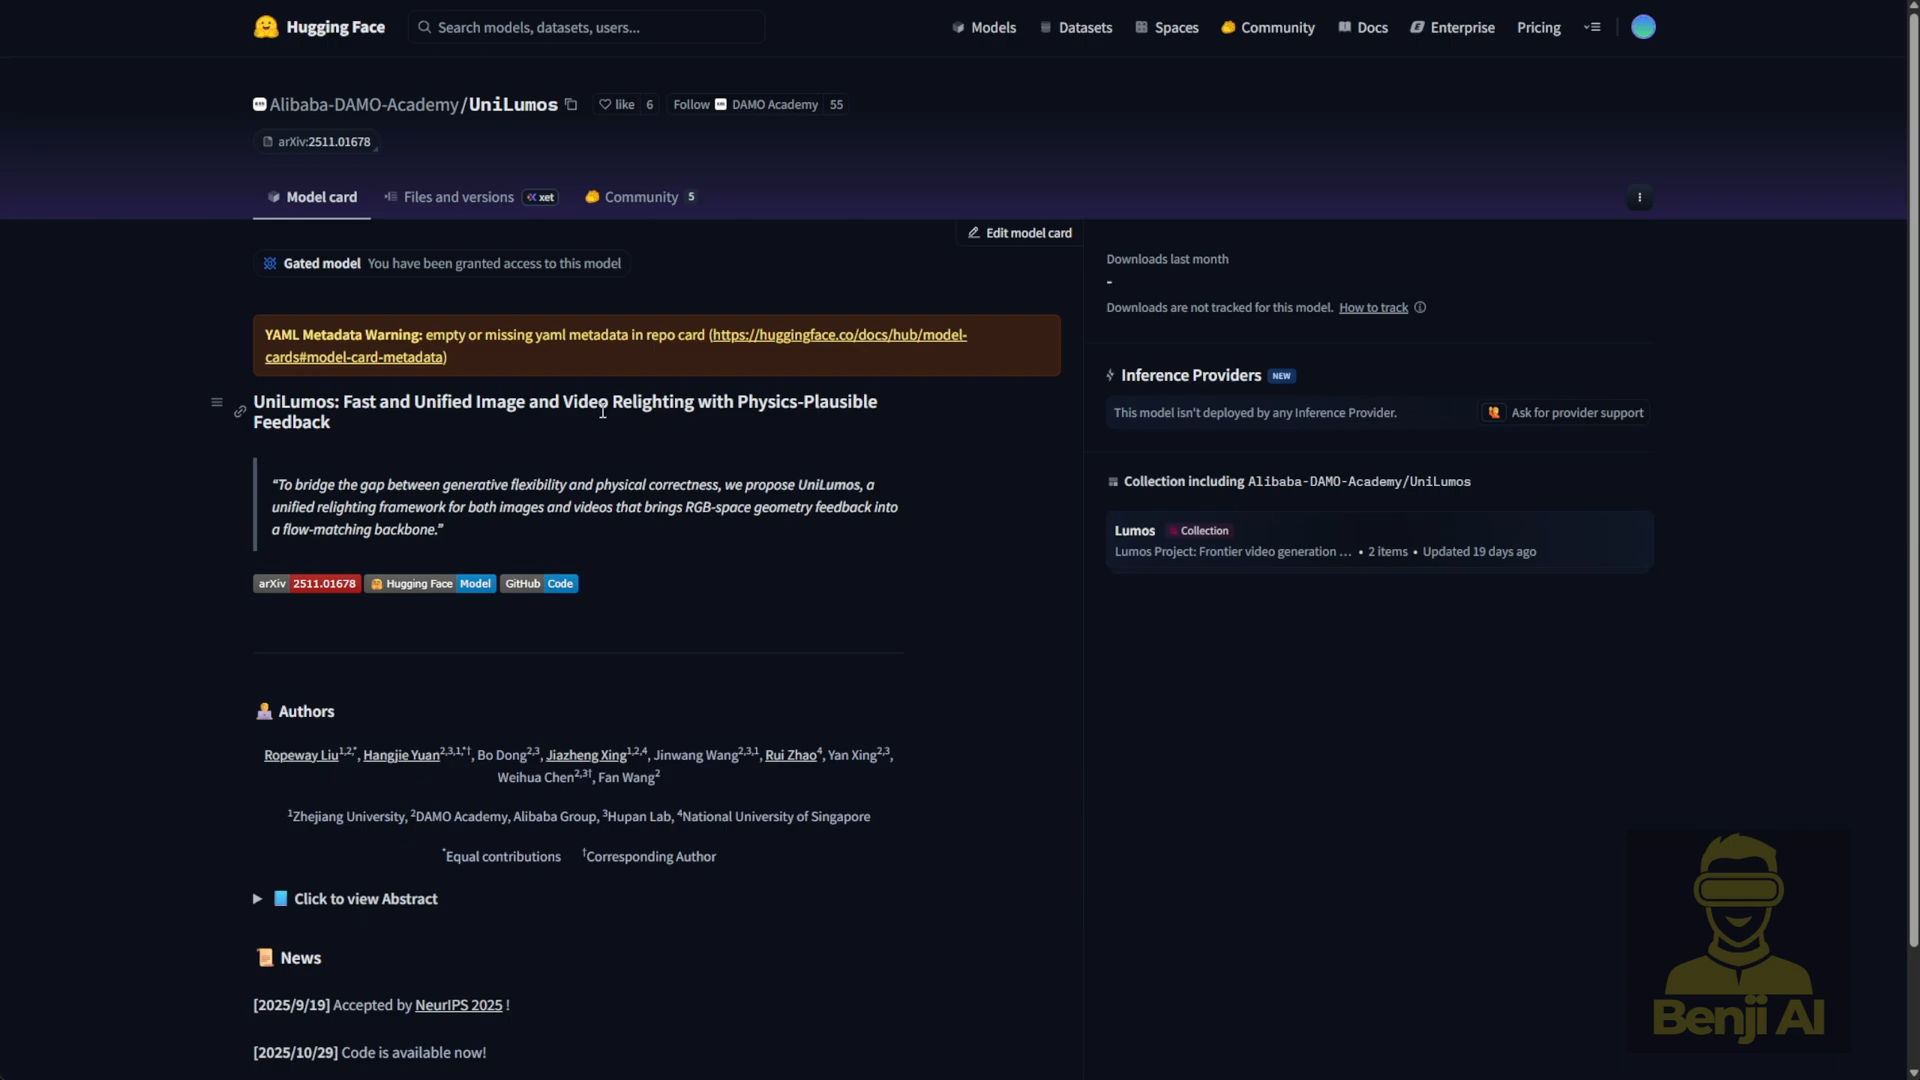 Hugging Face
Search models, datasets, users...
Models
Datasets
Spaces
Community
Docs
Enterprise
Pricing
Alibaba-DAMO-Academy/UniLumos
like 6
Follow DAMO Academy 55
arXiv:2511.01678
Model card
Files and versions xet
Community 5
Edit model card
Gated model You have been granted access to this model
YAML Metadata Warning: empty or missing yaml metadata in repo card (https://huggingface.co/docs/hub/model-
cards#model-card-metadata)
UniLumos: Fast and Unified Image and Video Relighting with Physics-Plausible
Feedback
“To bridge the gap between generative flexibility and physical correctness, we propose UniLumos, a
unified relighting framework for both images and videos that brings RGB-space geometry feedback into
a flow-matching backbone.”
arXiv 2511.01678 Hugging Face Model GitHub Code
Authors
Ropeway Liu1,2,*, Hangjie Yuan2,3,1,*†, Bo Dong2,3, Jiazheng Xing1,2,4, Jinwang Wang2,3,1, Rui Zhao4, Yan Xing2,3,
Weihua Chen2,3†, Fan Wang2
1Zhejiang University, 2DAMO Academy, Alibaba Group, 3Hupan Lab, 4National University of Singapore
*Equal contributions †Corresponding Author
Click to view Abstract
News
[2025/9/19] Accepted by NeurIPS 2025 !
[2025/10/29] Code is available now!
Downloads last month
-
Downloads are not tracked for this model. How to track
Inference Providers NEW
This model isn't deployed by any Inference Provider.
Ask for provider support
Collection including Alibaba-DAMO-Academy/UniLumos
Lumos Collection
Lumos Project: Frontier video generation ... • 2 items • Updated 19 days ago
Benji AI